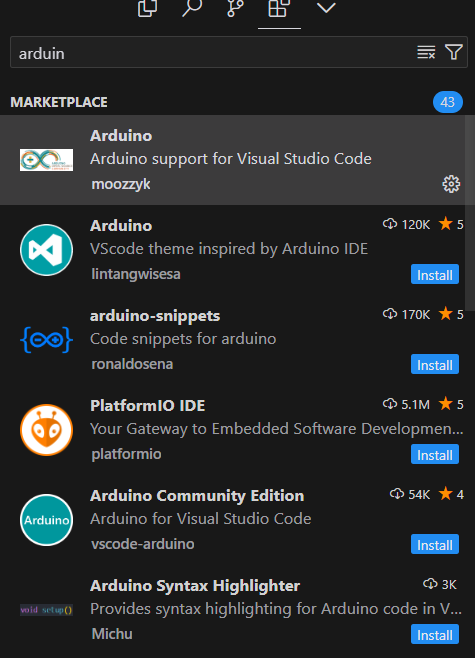 arduin
MARKETPLACE 43
Arduino
Arduino support for Visual Studio Code
moozzyk
Arduino 120K 5
VScode theme inspired by Arduino IDE
lintangwisesa Install
arduino-snippets 170K 5
Code snippets for arduino
ronaldosena Install
PlatformIO IDE 5.1M 5
Your Gateway to Embedded Software Developmen...
platformio Install
Arduino
Arduino Community Edition 54K 4
Arduino for Visual Studio Code
vscode-arduino Install
void setup()
Arduino Syntax Highlighter 3K
Provides syntax highlighting for Arduino code in V...
Michu Install